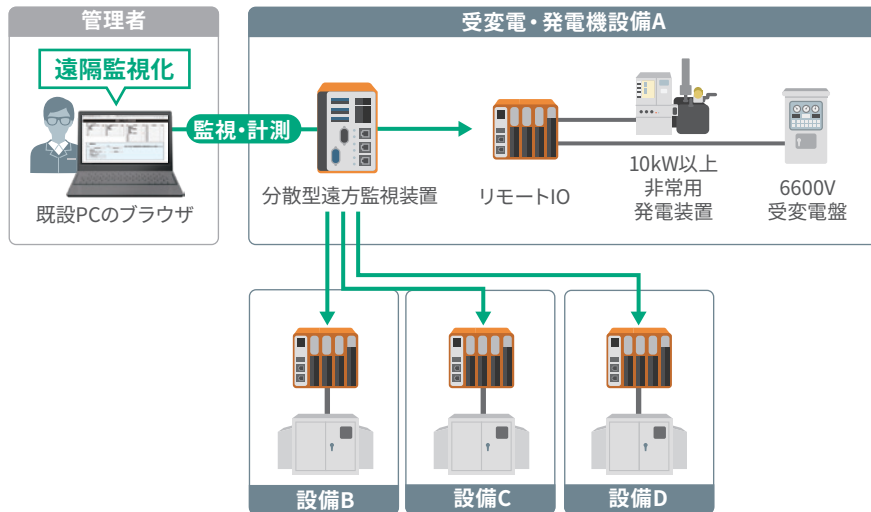 管理者
遠隔監視化
既設PCのブラウザ
監視・計測
受変電・発電機設備A
分散型遠方監視装置
リモートIO
10kW以上
非常用
発電装置
6600V
受変電盤
設備B
設備C
設備D